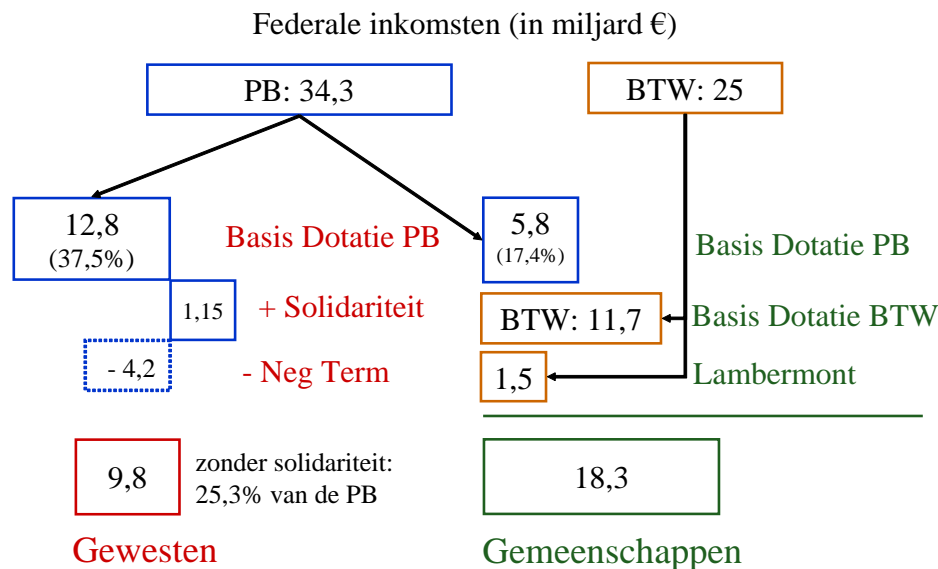 Federale inkomsten (in miljard €)
PB: 34,3
BTW: 25
12,8
(37,5%)
Basis Dotatie PB
5,8
(17,4%)
Basis Dotatie PB
1,15
+ Solidariteit
BTW: 11,7
Basis Dotatie BTW
- 4,2
- Neg Term
1,5
Lambermont
9,8
zonder solidariteit:
25,3% van de PB
18,3
Gewesten
Gemeenschappen